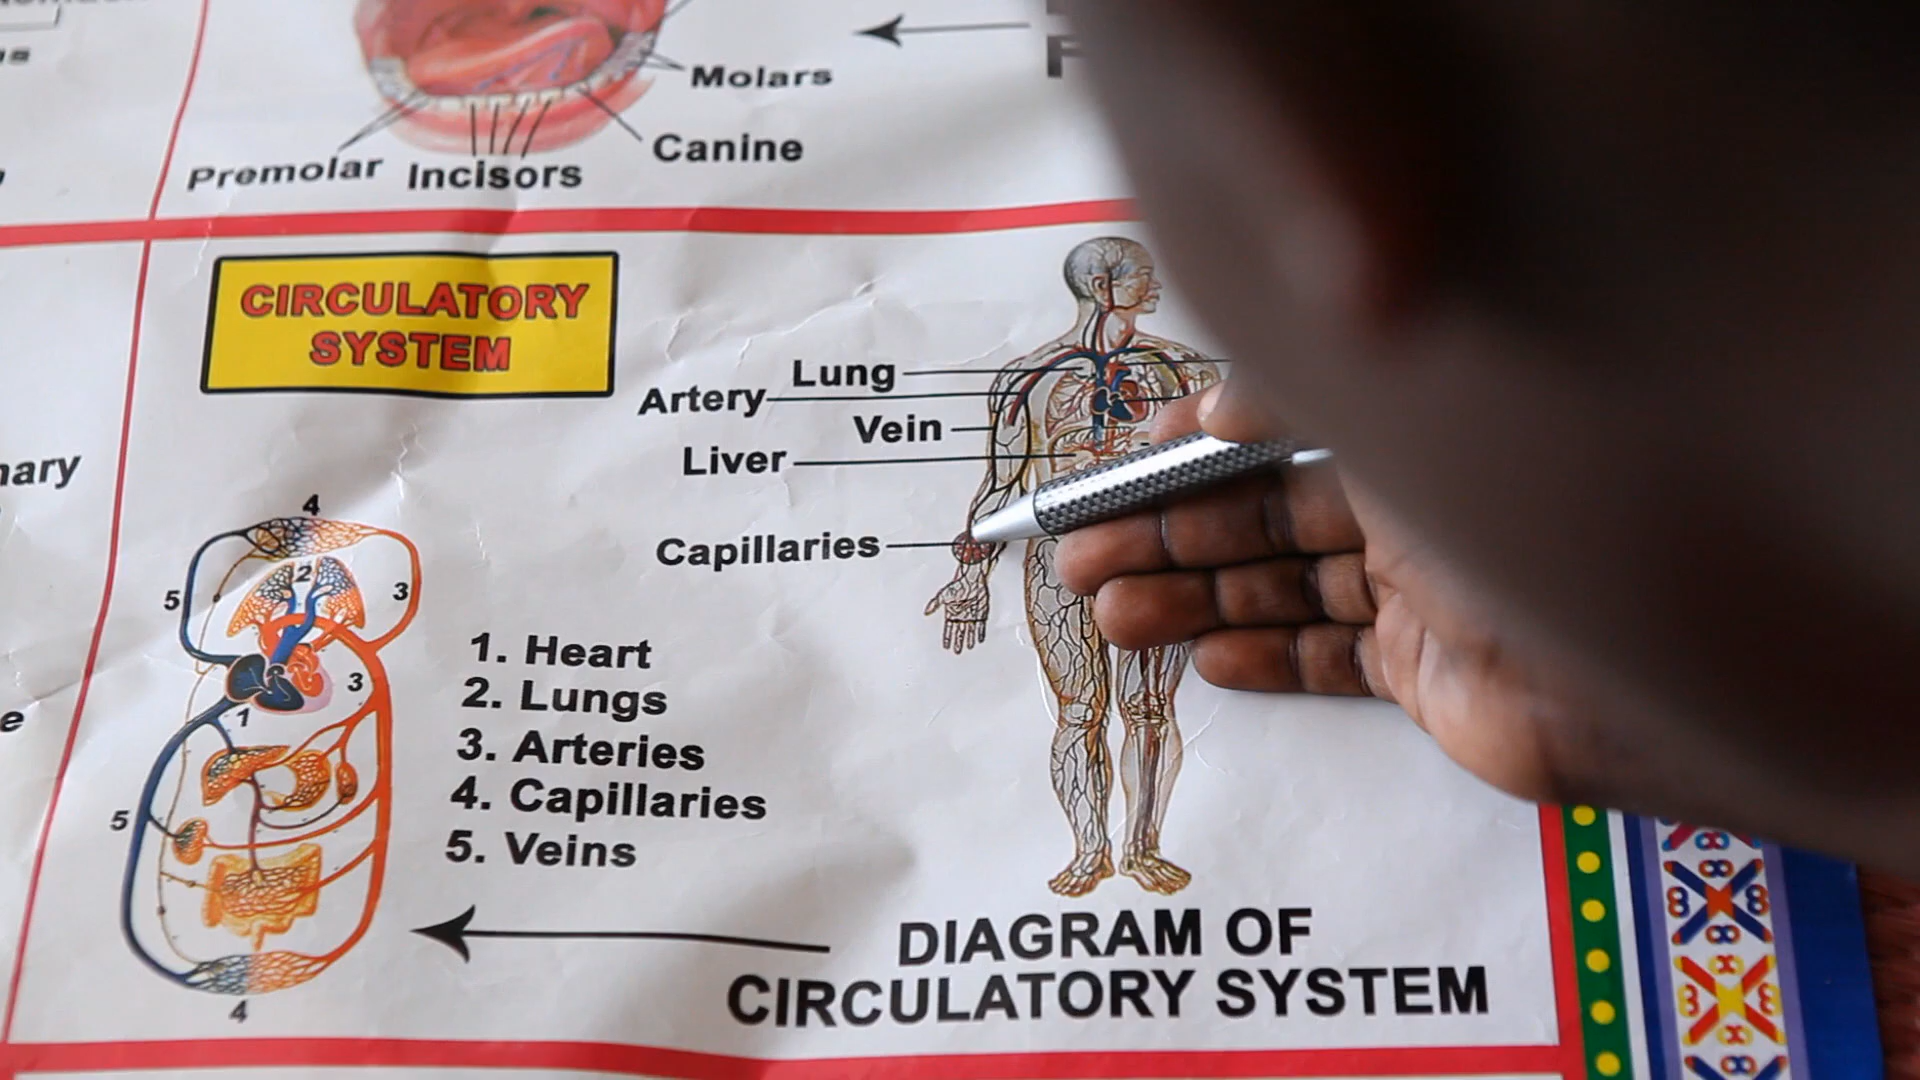 Molars
Canine
Premolar Incisors
CIRCULATORY
SYSTEM
Lung
Artery
Vein
Liver
Capillaries
4
2
5
3
3
1
5
4
1. Heart
2. Lungs
3. Arteries
4. Capillaries
5. Veins
DIAGRAM OF
CIRCULATORY SYSTEM